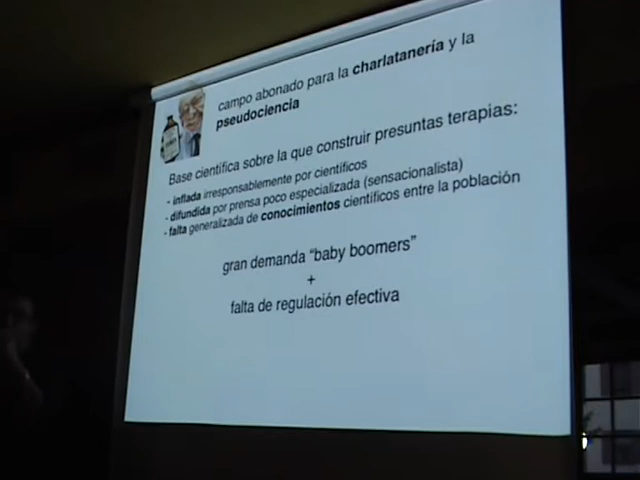 campo abonado para la charlatanería y la
pseudociencia
Base científica sobre la que construir presuntas terapias:
- inflada irresponsablemente por científicos
- difundida por prensa poco especializada (sensacionalista)
- falta generalizada de conocimientos científicos entre la población
gran demanda “baby boomers”
+
falta de regulación efectiva